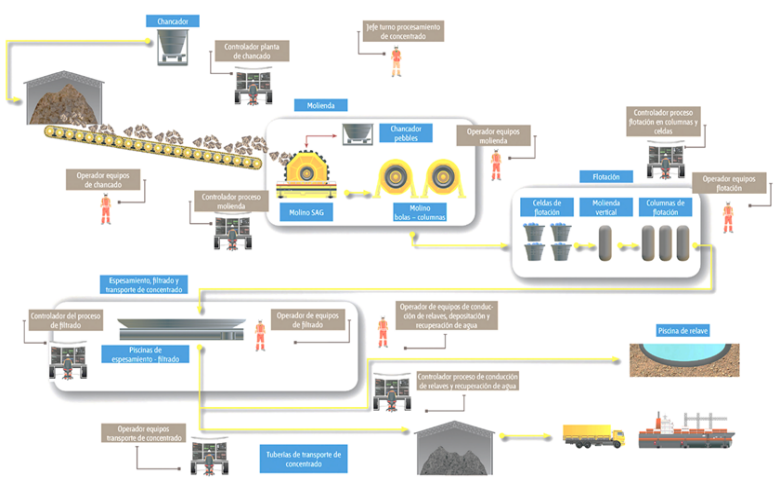 Chancador
Controlador planta
de chancado
Jefe turno procesamiento
de concentrado
Molienda
Chancador
pebbles
Operador equipos
molienda
Controlador proceso
flotación en columnas y
celdas
Operador equipos
de chancado
Controlador proceso
molienda
Molino SAG
Molino
bolas – columnas
Flotación
Operador equipos
flotación
Celdas de
flotación
Molienda
vertical
Columnas de
flotación
Espesamiento, filtrado y
transporte de concentrado
Controlador del proceso
de filtrado
Operador de equipos
de filtrado
Operador de equipos de conduc-
ción de relaves, depositación y
recuperación de agua
Piscina de relave
Piscinas de
espesamiento - filtrado
Controlador proceso de conducción
de relaves y recuperación de agua
Operador equipos
transporte de concentrado
Tuberías de transporte de
concentrado